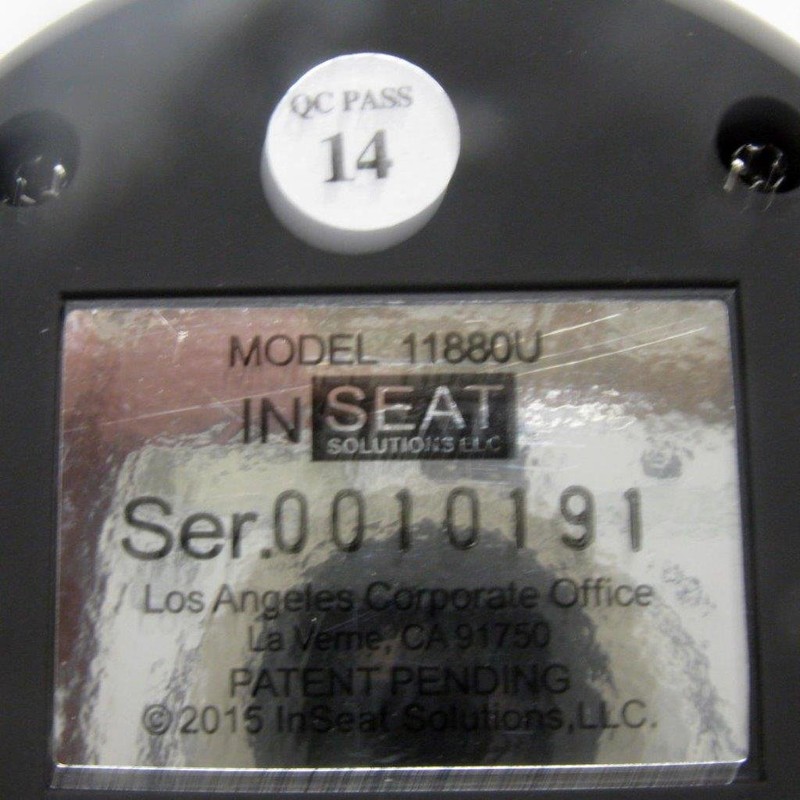 QC PASS
14
MODEL 11880U
IN SEAT
SOLUTIONS LLC
Ser.0010191
Los Angeles Corporate Office
La Verne, CA 91750
PATENT PENDING
©2015 InSeat Solutions,LLC.